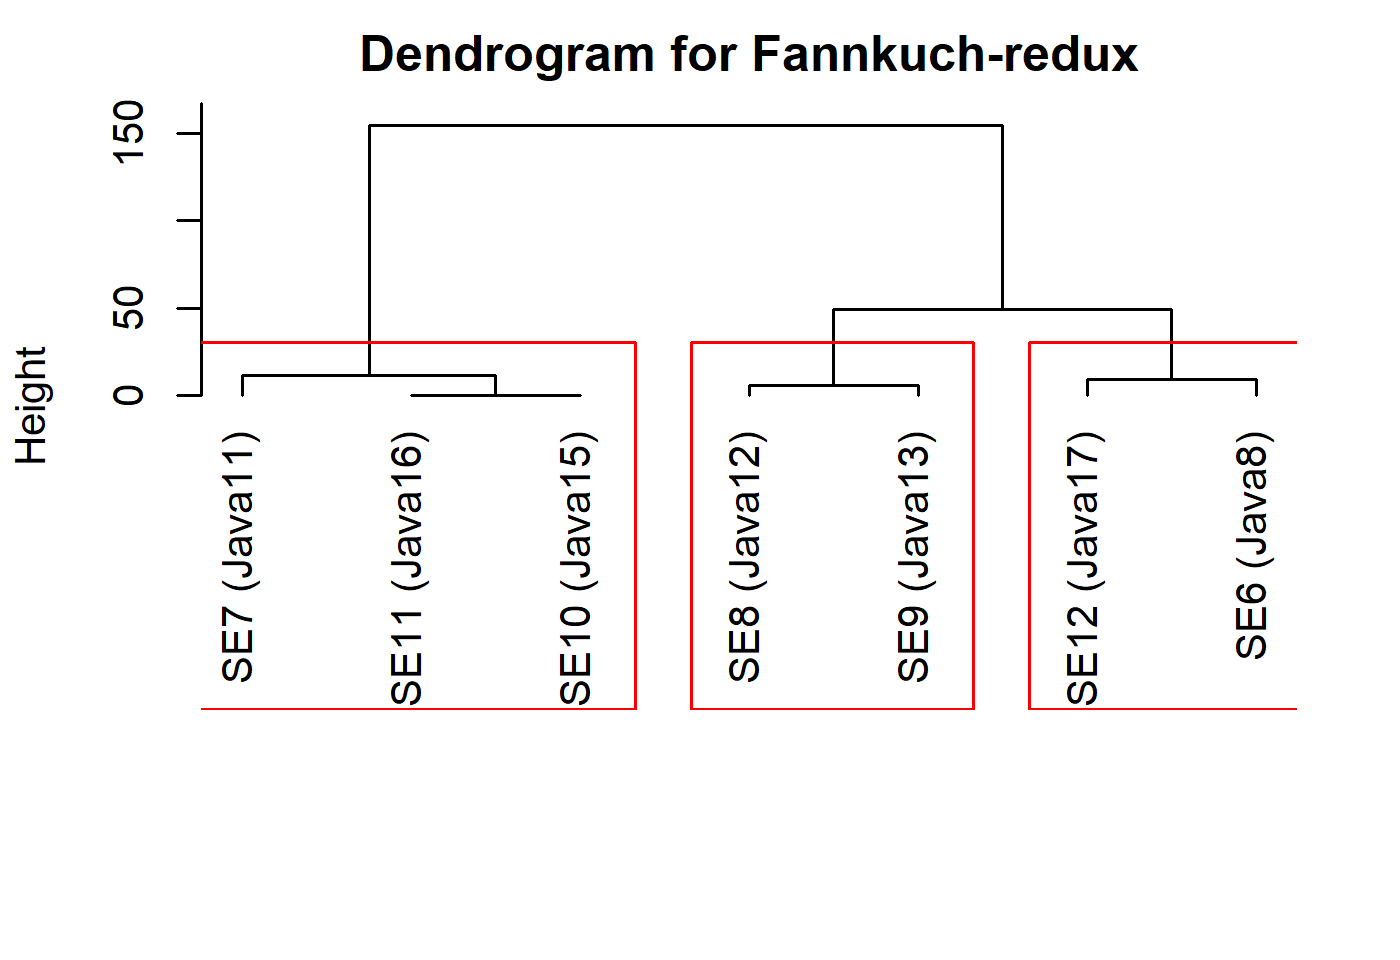 Dendrogram for Fannkuch-redux
Height
150
50
0
SE7 (Java11)
SE11 (Java16)
SE10 (Java15)
SE8 (Java12)
SE9 (Java13)
SE12 (Java17)
SE6 (Java8)